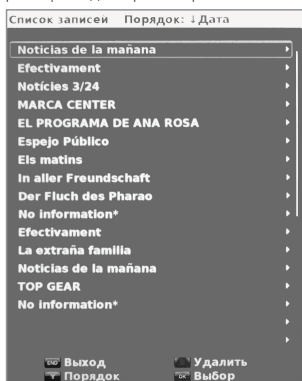 Список записей Порядок: ↓Дата
Noticias de la mañana
Efectivament
Notícies 3/24
MARCA CENTER
EL PROGRAMA DE ANA ROSA
Espejo Público
Els matins
In aller Freundschaft
Der Fluch des Pharao
No information*
Efectivament
La extraña familia
Noticias de la mañana
TOP GEAR
No information*
END Выход Удалить
Порядок OK Выбор